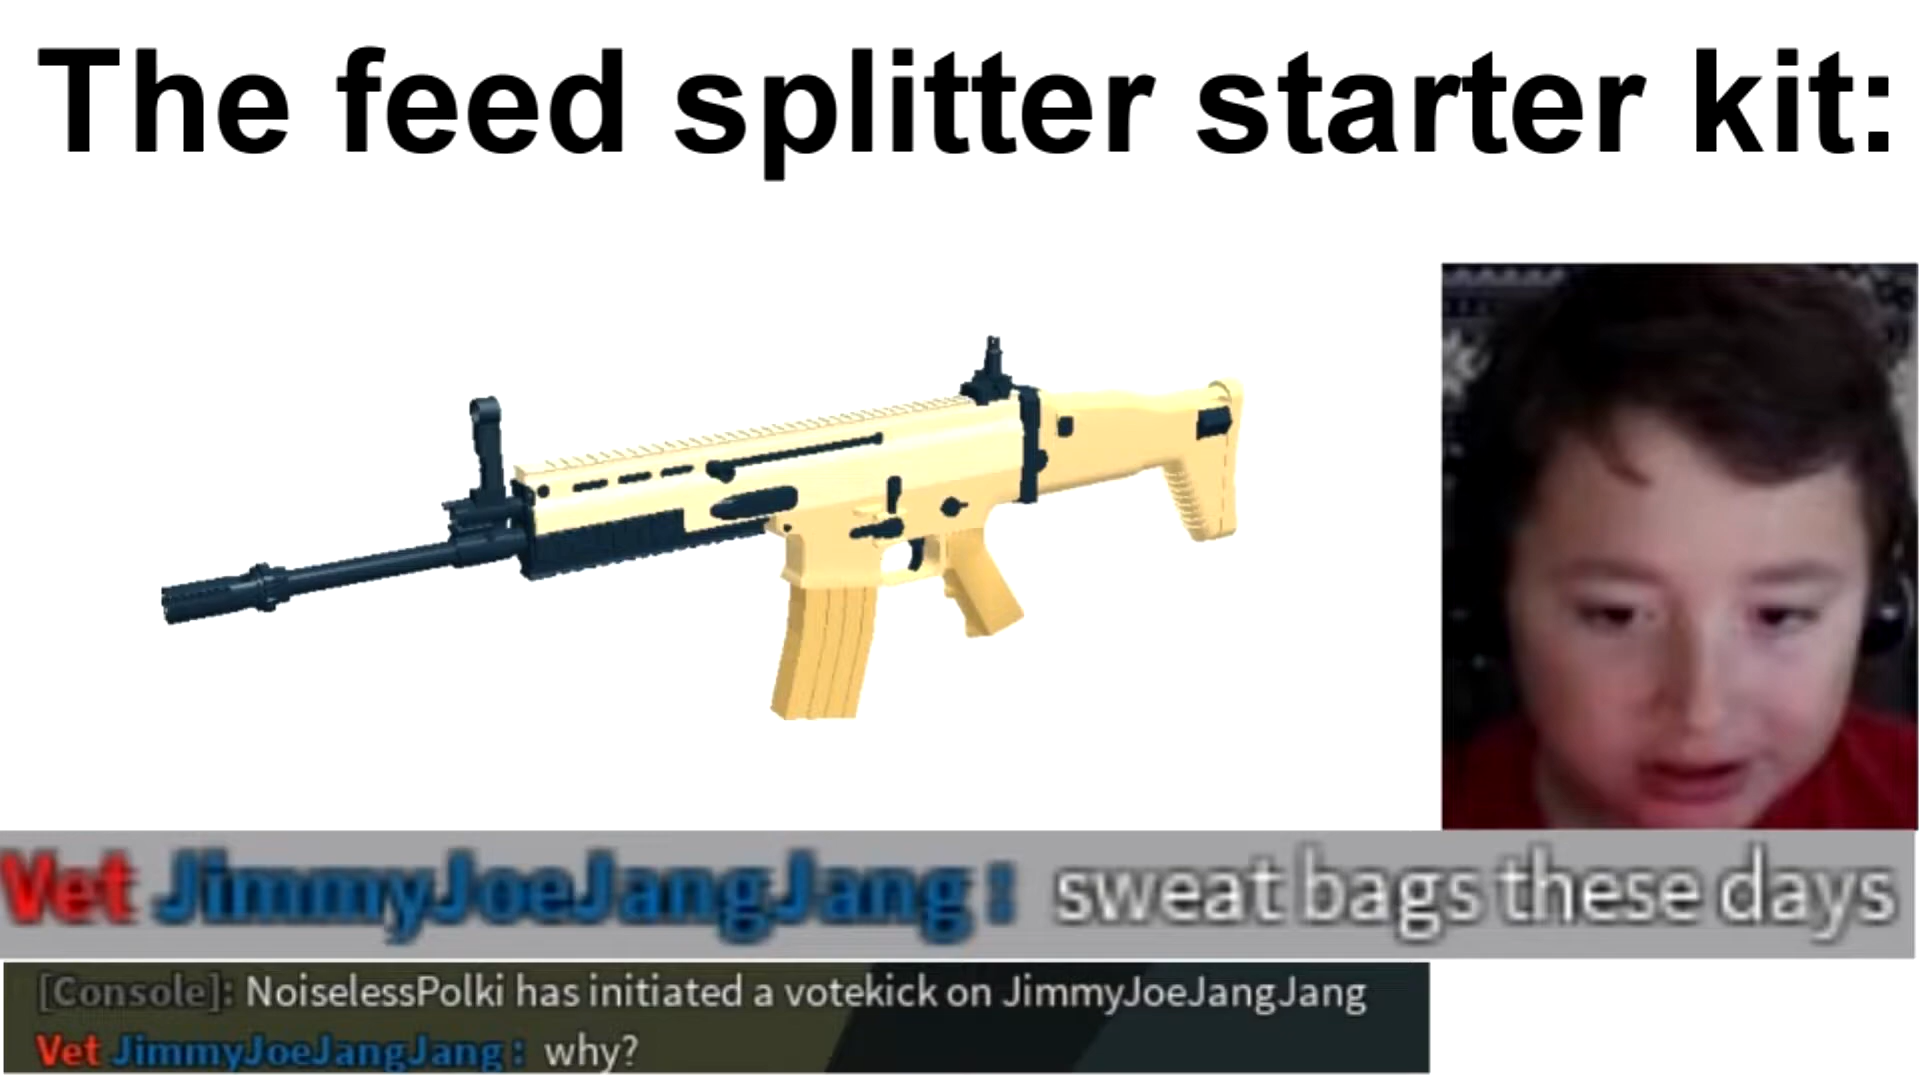 The feed splitter starter kit:
Vet JimmyJoeJangJang: sweat bags these days
[Console]: NoiselessPolki has initiated a votekick on JimmyJoeJangJang
Vet JimmyJoeJangJang: why?